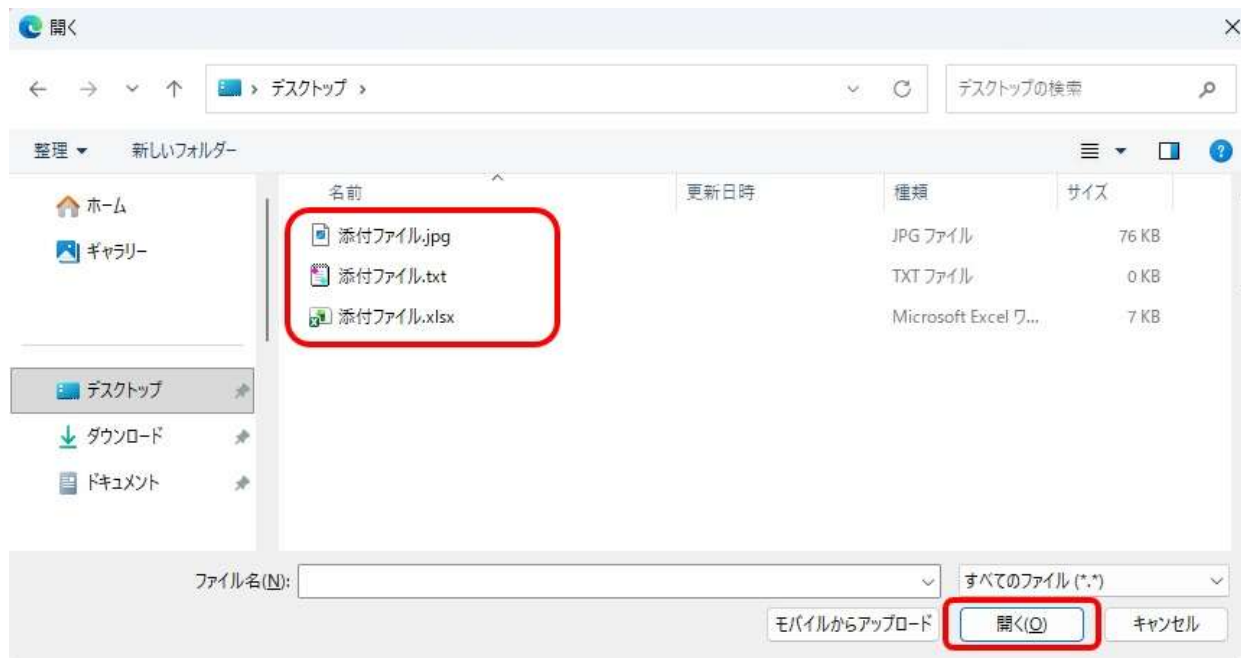 開く
デスクトップ
デスクトップの検索
整理 新しいフォルダー
名前 更新日時 種類 サイズ
ホーム
ギャラリー
添付ファイル.jpg JPG ファイル 76 KB
添付ファイル.txt TXT ファイル 0 KB
添付ファイル.xlsx Microsoft Excel ワ... 7 KB
デスクトップ
ダウンロード
ドキュメント
ファイル名(N): すべてのファイル (*.*)
モバイルからアップロード 開く(O) キャンセル